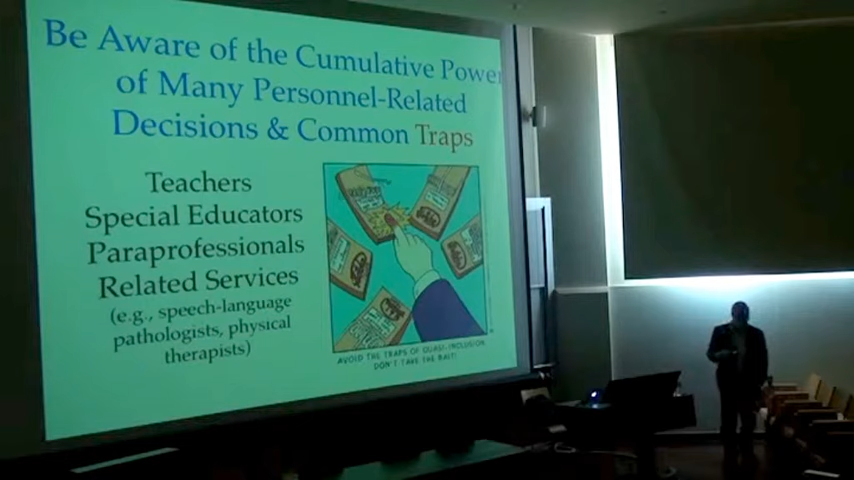 Be Aware of the Cumulative Power
of Many Personnel-Related
Decisions & Common Traps
Teachers
Special Educators
Paraprofessionals
Related Services
(e.g., speech-language
pathologists, physical
therapists)
AVOID THE TRAPS OF QUASI-INCLUSION.
DON'T TAKE THE BAIT!